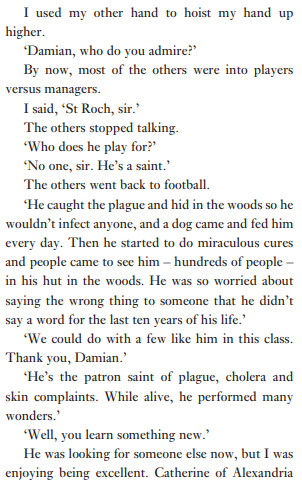 I used my other hand to hoist my hand up
higher.
‘Damian, who do you admire?’
By now, most of the others were into players
versus managers.
I said, ‘St Roch, sir.’
The others stopped talking.
‘Who does he play for?’
‘No one, sir. He’s a saint.’
The others went back to football.
‘He caught the plague and hid in the woods so he
wouldn’t infect anyone, and a dog came and fed him
every day. Then he started to do miraculous cures
and people came to see him – hundreds of people –
in his hut in the woods. He was so worried about
saying the wrong thing to someone that he didn’t
say a word for the last ten years of his life.’
‘We could do with a few like him in this class.
Thank you, Damian.’
‘He’s the patron saint of plague, cholera and
skin complaints. While alive, he performed many
wonders.’
‘Well, you learn something new.’
He was looking for someone else now, but I was
enjoying being excellent. Catherine of Alexandria